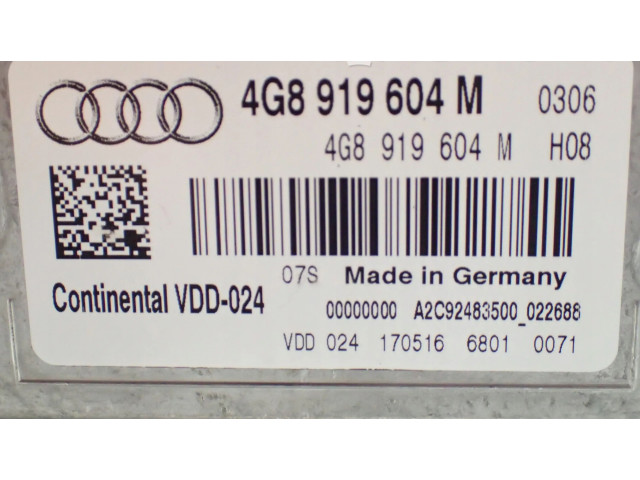 4G8 919 604 M 0306
4G8 919 604 M H08
07S Made in Germany
Continental VDD-024
00000000 A2C92483500_022688
VDD 024 170516 6801 0071